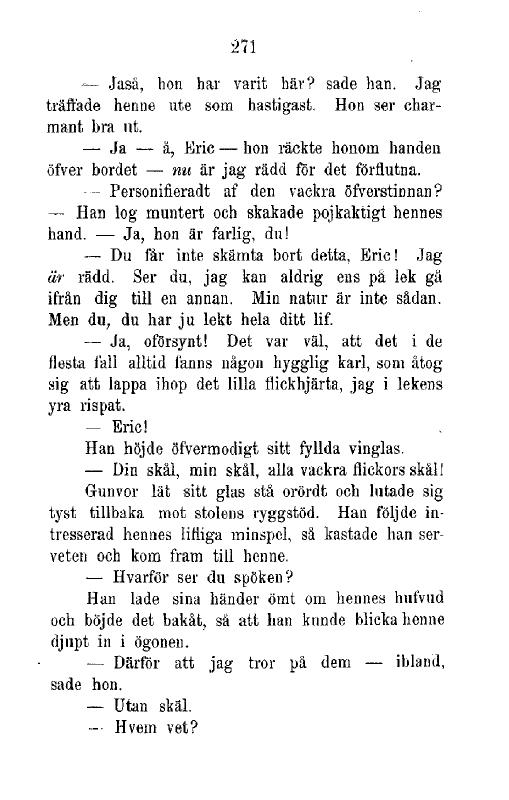 271
— Jaså, hon har varit här? sade han. Jag
träffade henne ute som hastigast. Hon ser char-
mant bra ut.
— Ja — å, Eric — hon räckte honom handen
öfver bordet — nu är jag rädd för det förflutna.
— Personifieradt af den vackra öfverstinnan?
— Han log muntert och skakade pojkaktigt hennes
hand. — Ja, hon är farlig, du!
— Du får inte skämta bort detta, Eric! Jag
är rädd. Ser du, jag kan aldrig ens på lek gå
ifrån dig till en annan. Min natur är inte sådan.
Men du, du har ju lekt hela ditt lif.
— Ja, oförsynt! Det var väl, att det i de
flesta fall alltid fanns någon hygglig karl, som åtog
sig att lappa ihop det lilla flickhjärta, jag i lekens
yra rispat.
— Eric!
Han höjde öfvermodigt sitt fyllda vinglas.
— Din skål, min skål, alla vackra flickors skål!
Gunvor lät sitt glas stå orördt och lutade sig
tyst tillbaka mot stolens ryggstöd. Han följde in-
tresserad hennes lifliga minspel, så kastade han ser-
veten och kom fram till henne.
— Hvarför ser du spöken?
Han lade sina händer ömt om hennes hufvud
och böjde det bakåt, så att han kunde blicka henne
djupt in i ögonen.
— Därför att jag tror på dem — ibland,
sade hon.
— Utan skäl.
— Hvem vet?